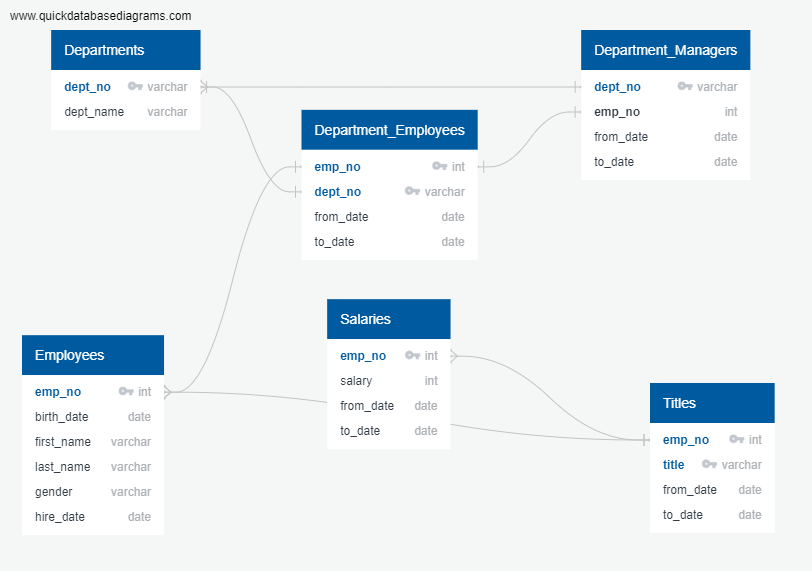 www.quickdatabasediagrams.com
Departments
dept_no varchar
dept_name varchar
Department_Managers
dept_no varchar
emp_no int
from_date date
to_date date
Department_Employees
emp_no int
dept_no varchar
from_date date
to_date date
Salaries
emp_no int
salary int
from_date date
to_date date
Employees
emp_no int
birth_date date
first_name varchar
last_name varchar
gender varchar
hire_date date
Titles
emp_no int
title varchar
from_date date
to_date date